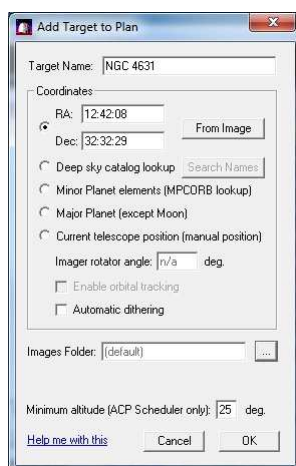 Add Target to Plan
Target Name: NGC 4631
Coordinates
RA: 12:42:08
From Image
Dec: 32:32:29
Deep sky catalog lookup Search Names
Minor Planet elements (MPCORB lookup)
Major Planet (except Moon)
Current telescope position (manual position)
Imager rotator angle: n/a deg.
Enable orbital tracking
Automatic dithering
Images Folder: (default) ...
Minimum altitude (ACP Scheduler only): 25 deg.
Help me with this Cancel OK